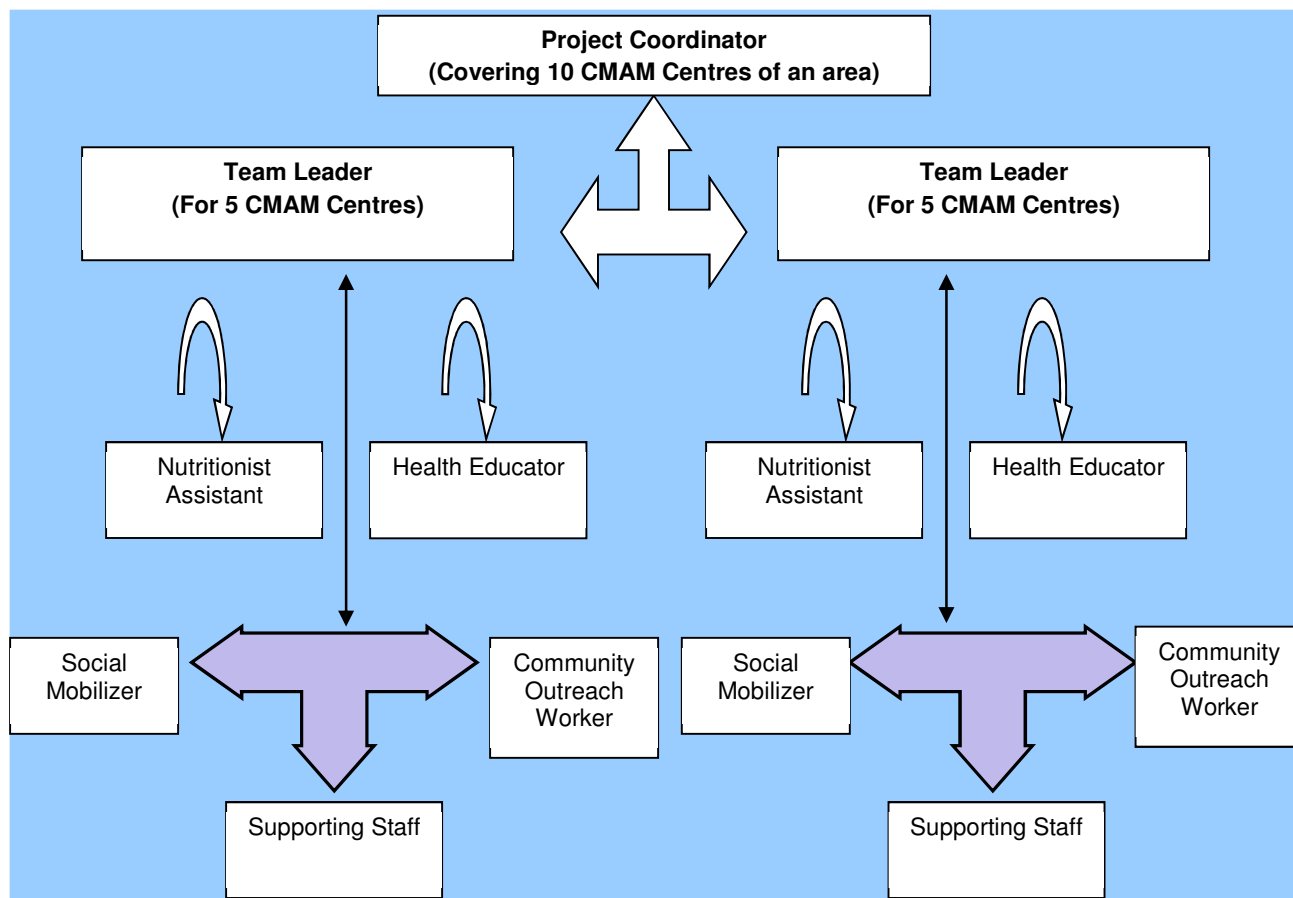 Project Coordinator
(Covering 10 CMAM Centres of an area)
Team Leader
(For 5 CMAM Centres)
Team Leader
(For 5 CMAM Centres)
Nutritionist
Assistant
Health Educator
Nutritionist
Assistant
Health Educator
Social
Mobilizer
Community
Outreach
Worker
Social
Mobilizer
Community
Outreach
Worker
Supporting Staff
Supporting Staff